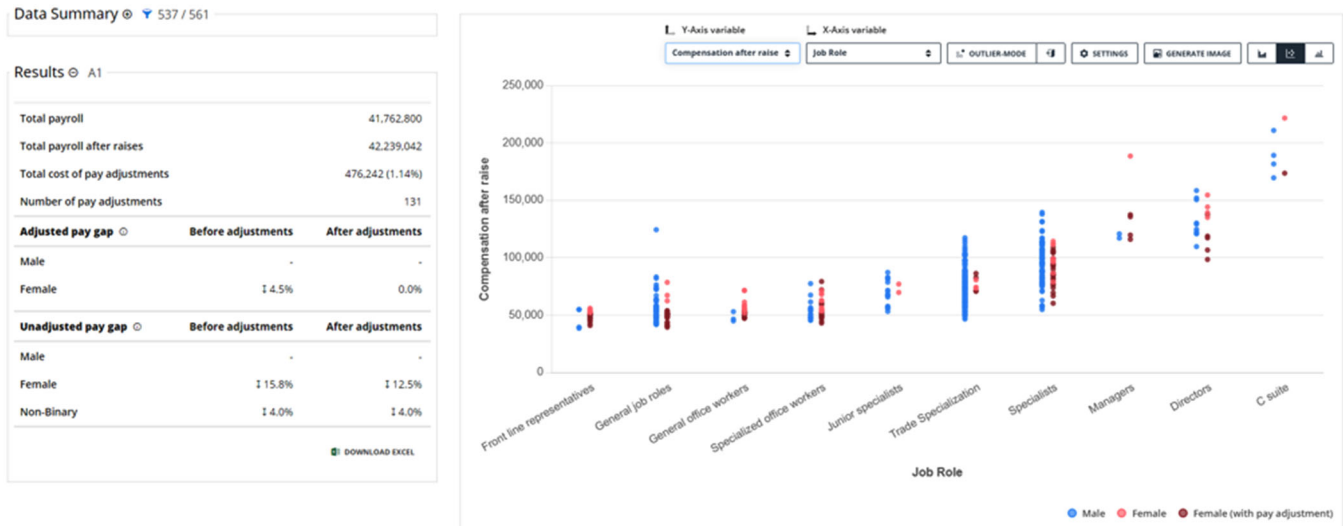 Data Summary 537 / 561
Results A1
Total payroll 41,762,800
Total payroll after raises 42,239,042
Total cost of pay adjustments 476,242 (1.14%)
Number of pay adjustments 131
Adjusted pay gap Before adjustments After adjustments
Male - -
Female 4.5% 0.0%
Unadjusted pay gap Before adjustments After adjustments
Male - -
Female 15.8% 12.5%
Non-Binary 4.0% 4.0%
DOWNLOAD EXCEL
Y-Axis variable X-Axis variable
Compensation after raise Job Role OUTLIER-MODE SETTINGS GENERATE IMAGE
Compensation after raise
250,000
200,000
150,000
100,000
50,000
0
Front line representatives
General job roles
General office workers
Specialized office workers
Junior specialists
Trade Specialization
Specialists
Managers
Directors
C suite
Job Role
Male Female Female (with pay adjustment)